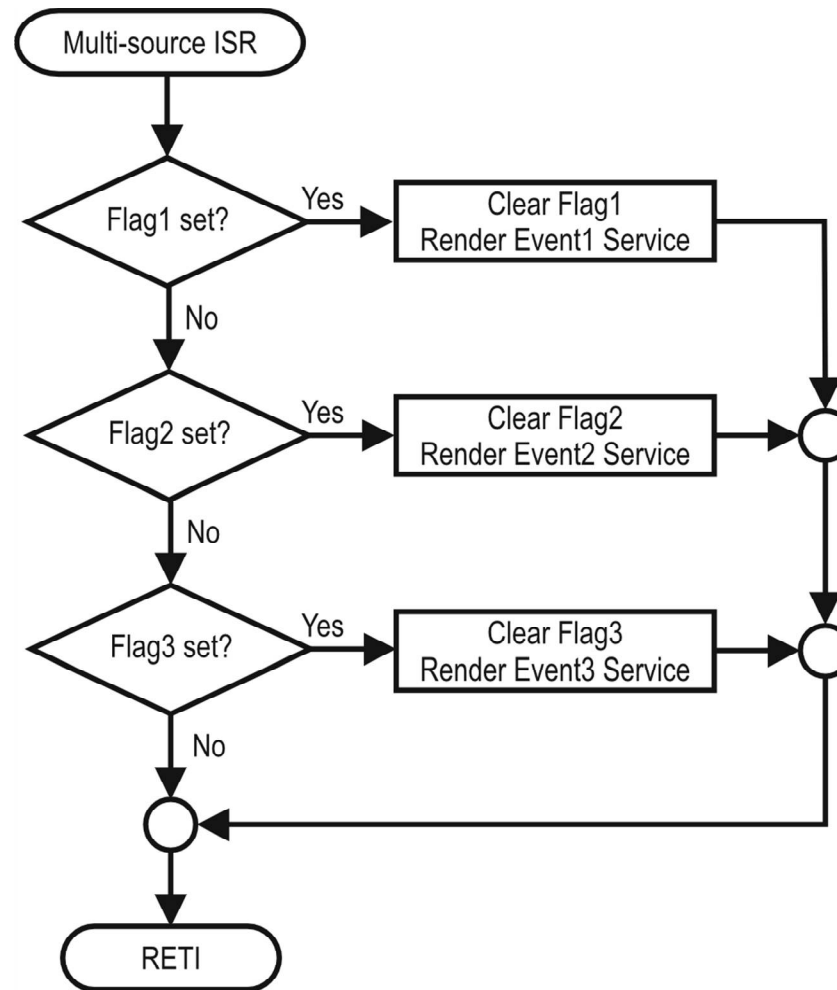 Multi-source ISR
Flag1 set?
Yes
Clear Flag1
Render Event1 Service
No
Flag2 set?
Yes
Clear Flag2
Render Event2 Service
No
Flag3 set?
Yes
Clear Flag3
Render Event3 Service
No
RETI